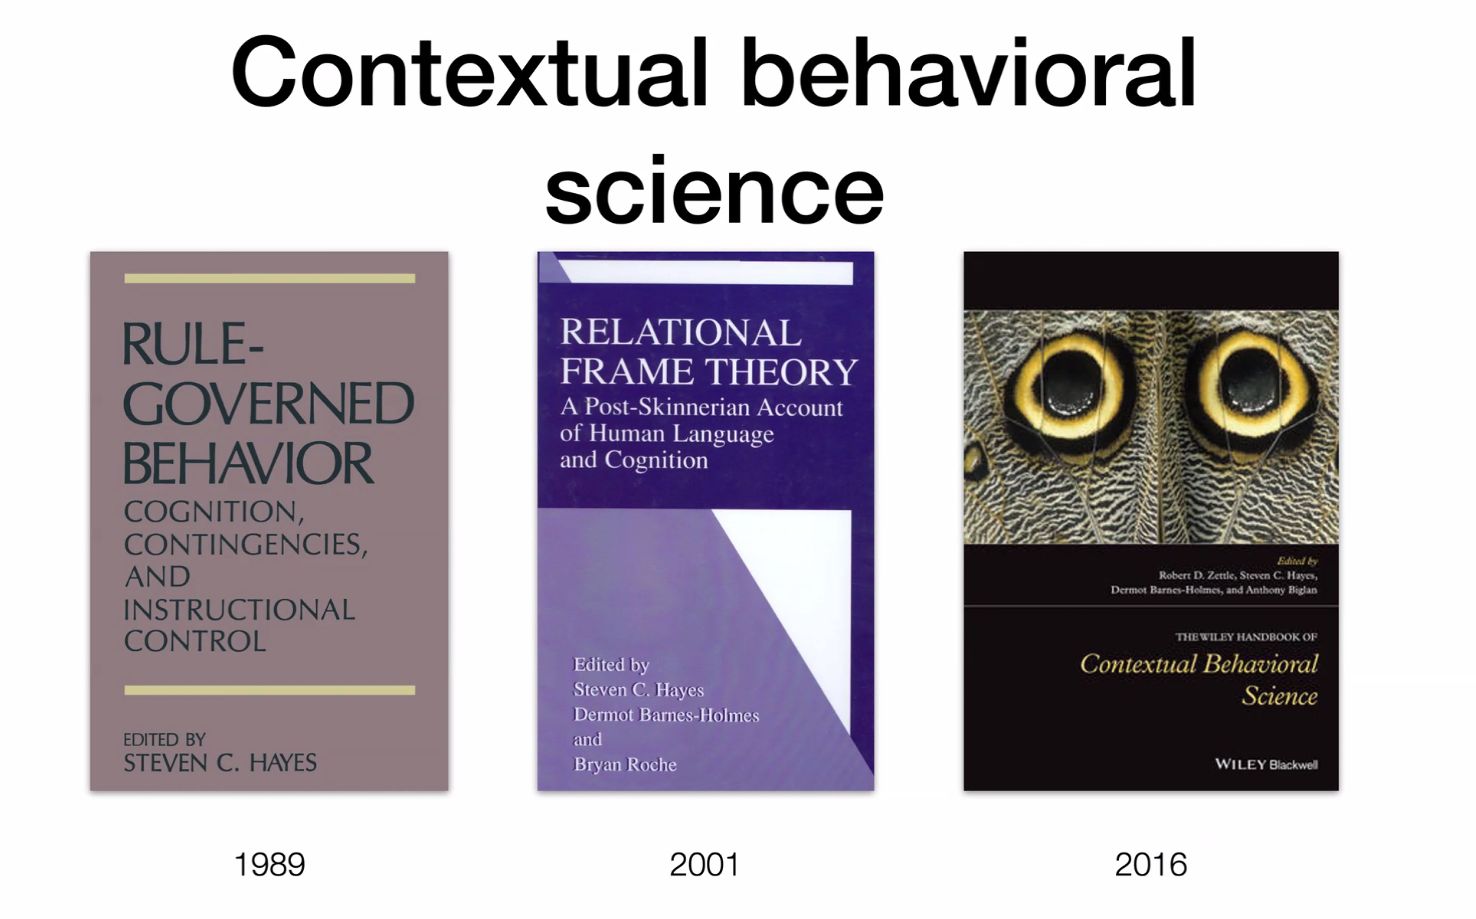 Contextual behavioral
science
RULE-
GOVERNED
BEHAVIOR
COGNITION,
CONTINGENCIES,
AND
INSTRUCTIONAL
CONTROL
EDITED BY
STEVEN C. HAYES
1989
RELATIONAL
FRAME THEORY
A Post-Skinnerian Account
of Human Language
and Cognition
Edited by
Steven C. Hayes
Dermot Barnes-Holmes
and
Bryan Roche
2001
Edited by
Robert D. Zettle, Steven C. Hayes,
Dermot Barnes-Holmes, and Anthony Biglan
THE WILEY HANDBOOK OF
Contextual Behavioral
Science
WILEY Blackwell
2016